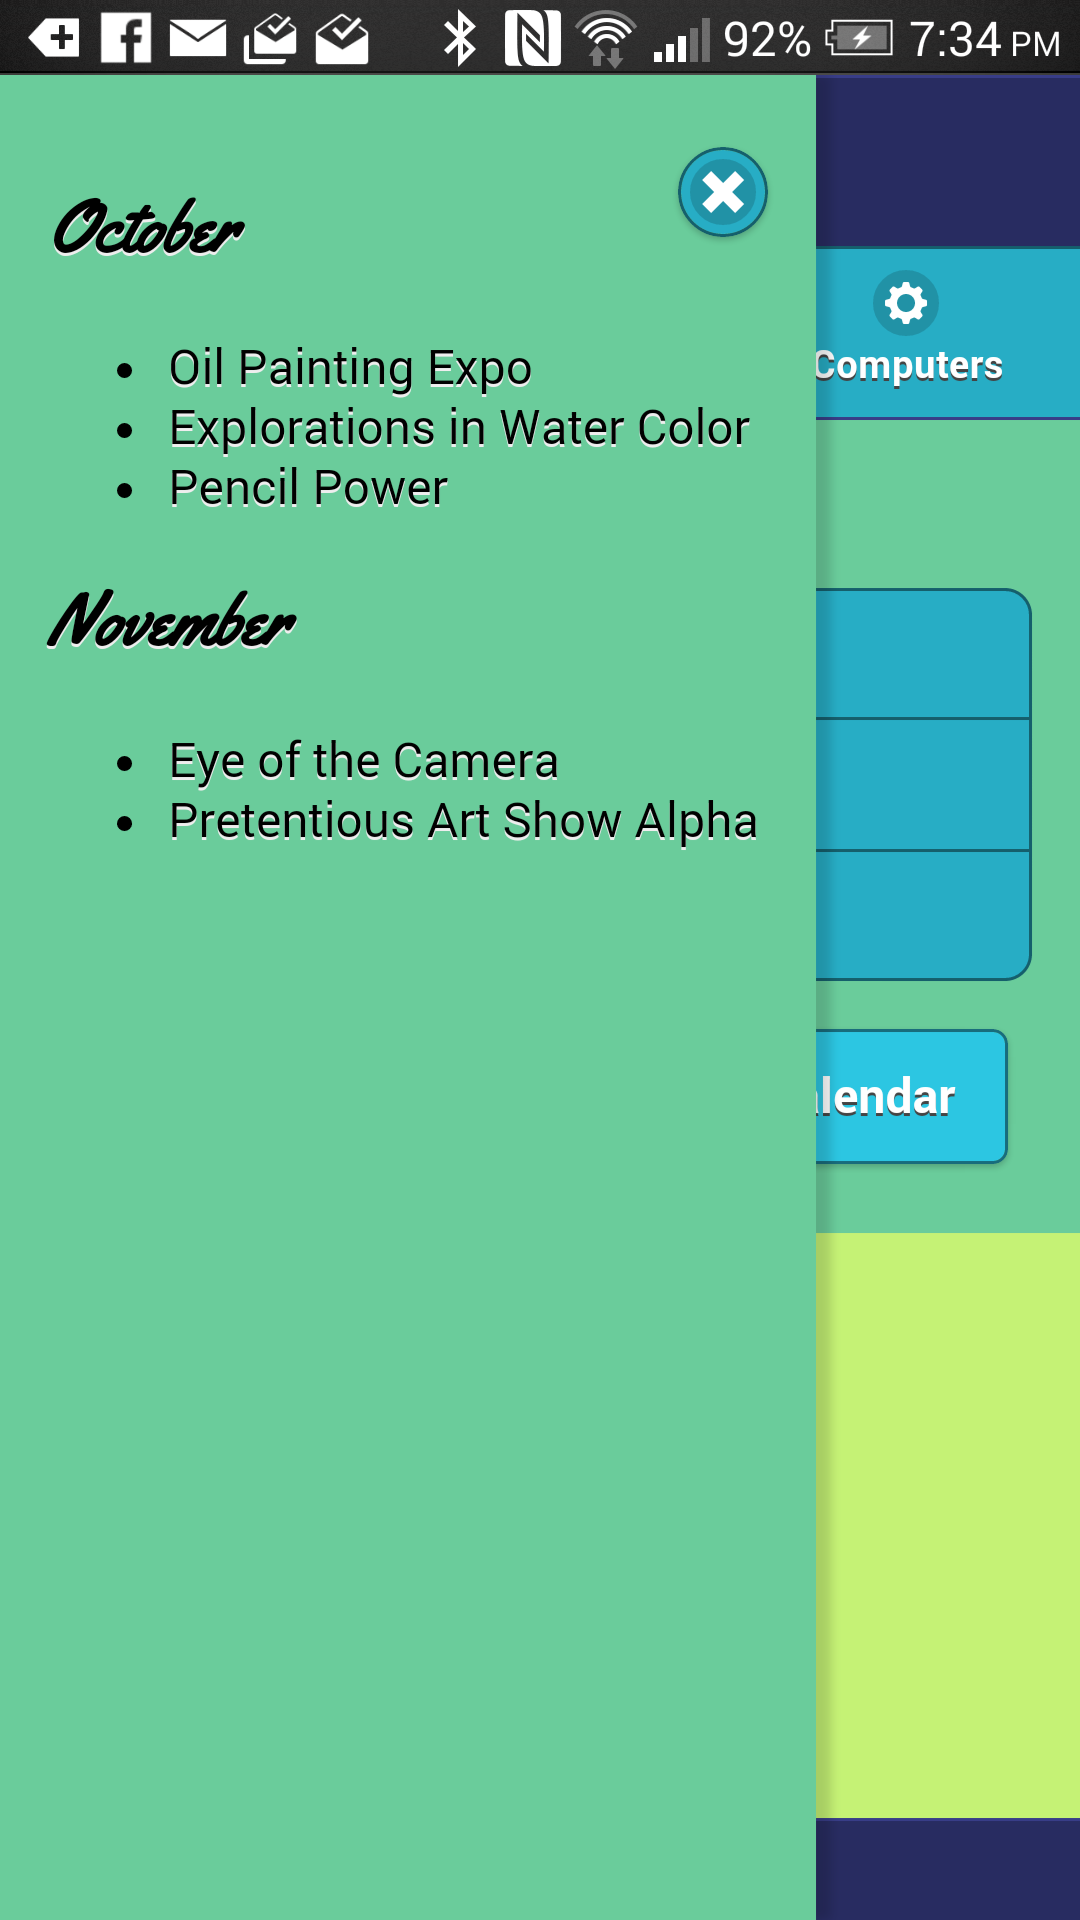 92% 7:34 PM
October
Computers
Oil Painting Expo
Explorations in Water Color
Pencil Power
November
Eye of the Camera
Pretentious Art Show Alpha
lendar